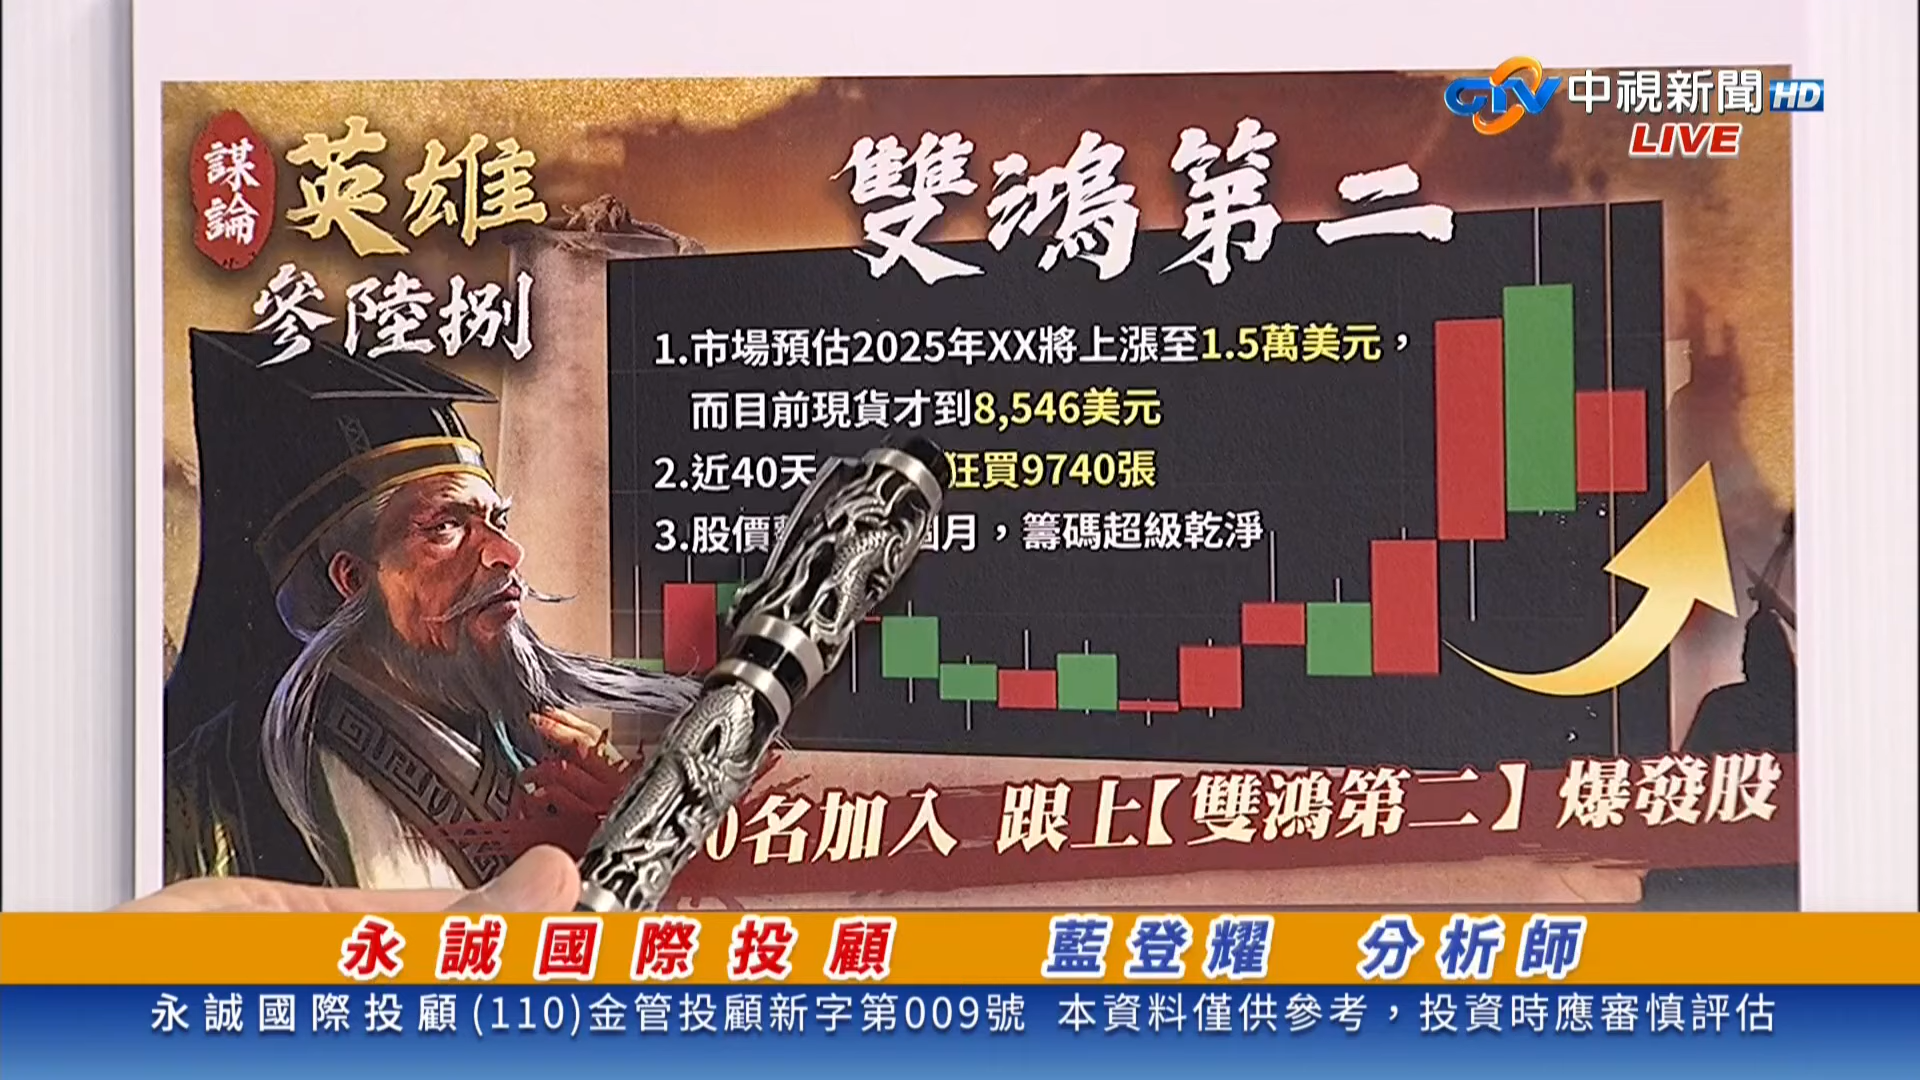 CTV 中視新聞 HD
LIVE
謀論
英雄
參陸捌
雙鴻第二
1.市場預估2025年XX將上漲至1.5萬美元，
而目前現貨才到8,546美元
2.近40天 狂買9740張
3.股價 個月，籌碼超級乾淨
0名加入 跟上【雙鴻第二】爆發股
永誠國際投顧 藍登耀 分析師
永誠國際投顧(110)金管投顧新字第009號 本資料僅供參考，投資時應審慎評估